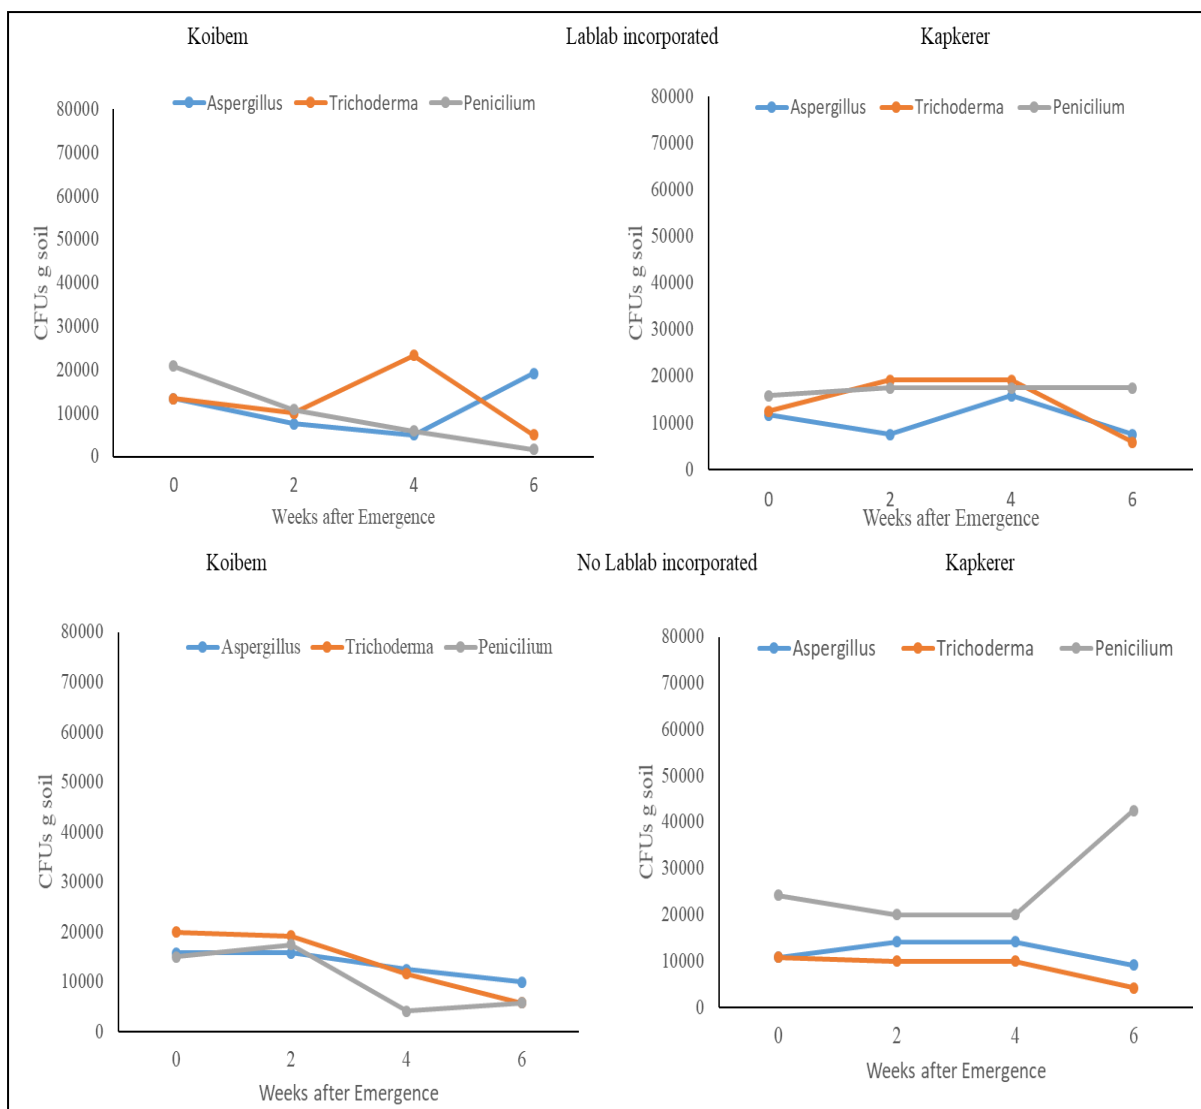 Koibem Lablab incorporated Kapkerer
Aspergillus Trichoderma Penicilium
80000
70000
60000
50000
40000
30000
20000
10000
0
CFUs g soil
0 2 4 6
Weeks after Emergence
Aspergillus Trichoderma Penicilium
80000
70000
60000
50000
40000
30000
20000
10000
0
CFUs g soil
0 2 4 6
Weeks after Emergence
Koibem No Lablab incorporated Kapkerer
Aspergillus Trichoderma Penicilium
80000
70000
60000
50000
40000
30000
20000
10000
0
CFUs g soil
0 2 4 6
Weeks after Emergence
Aspergillus Trichoderma Penicilium
80000
70000
60000
50000
40000
30000
20000
10000
0
CFUs g soil
0 2 4 6
Weeks after Emergence